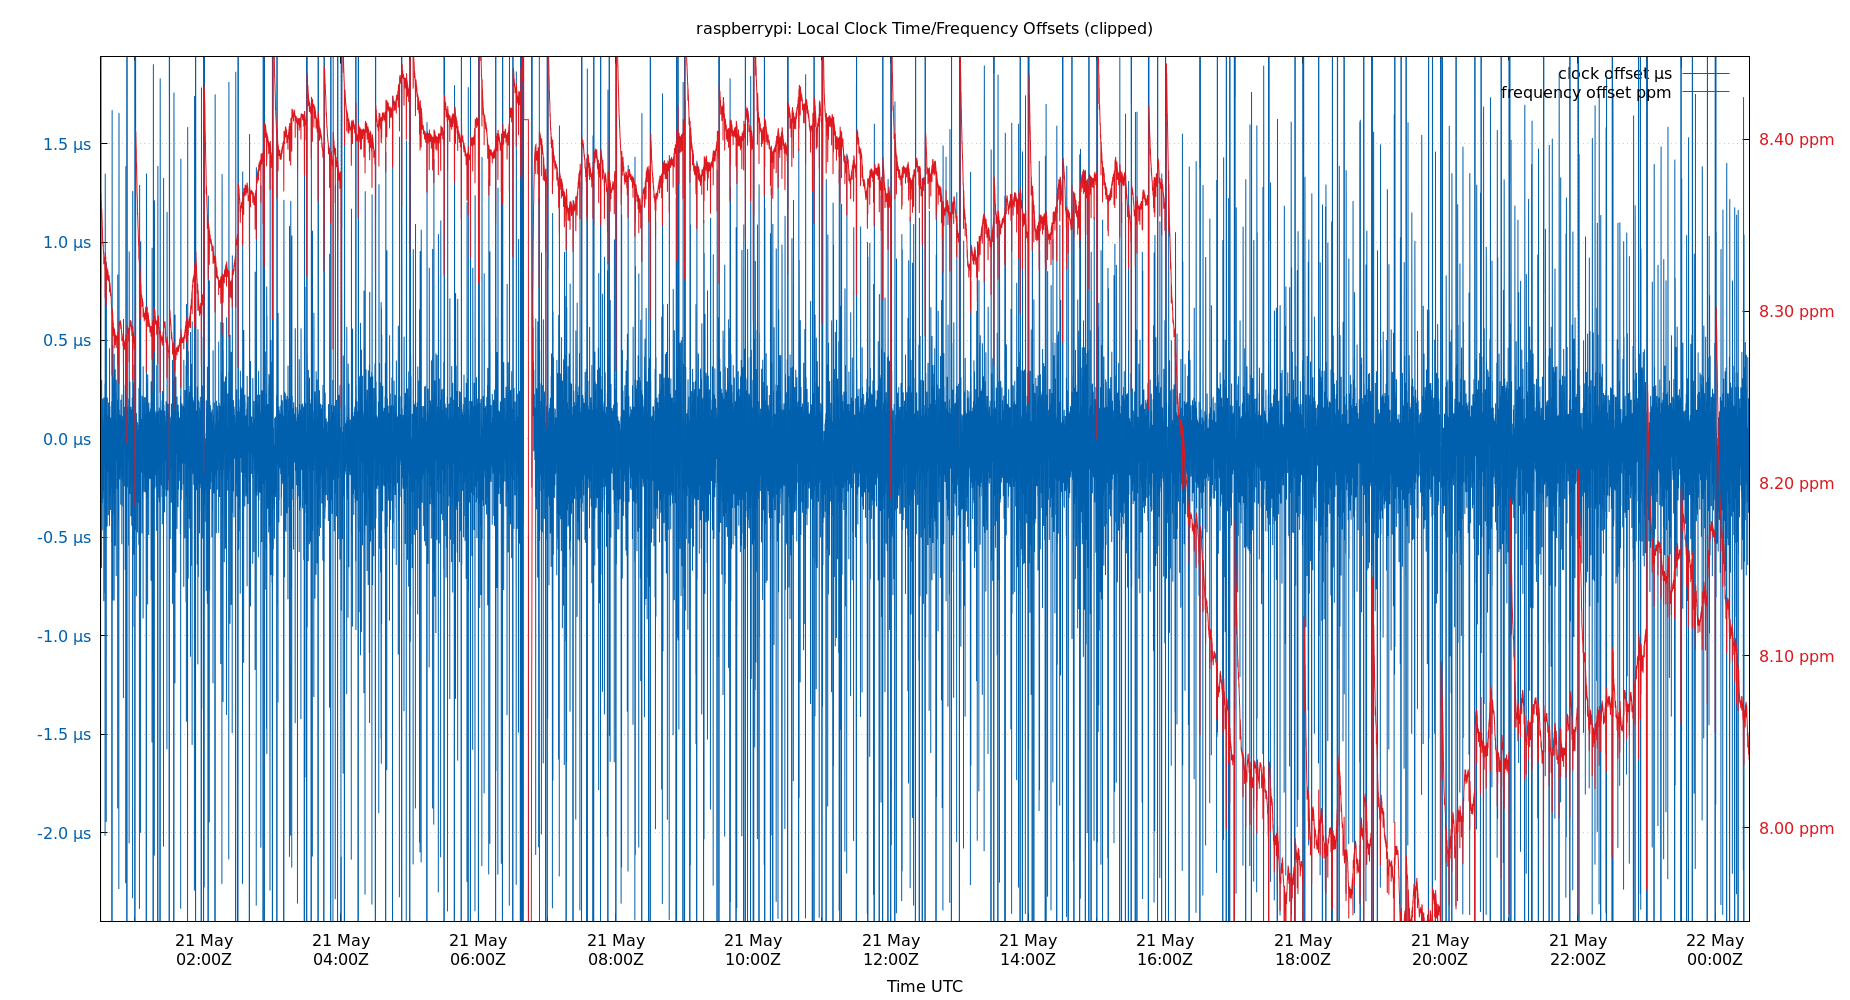 raspberrypi: Local Clock Time/Frequency Offsets (clipped)
clock offset µs
frequency offset ppm
1.5 µs
1.0 µs
0.5 µs
0.0 µs
-0.5 µs
-1.0 µs
-1.5 µs
-2.0 µs
8.40 ppm
8.30 ppm
8.20 ppm
8.10 ppm
8.00 ppm
21 May 21 May 21 May 21 May 21 May 21 May 21 May 21 May 21 May 21 May 21 May 22 May
02:00Z 04:00Z 06:00Z 08:00Z 10:00Z 12:00Z 14:00Z 16:00Z 18:00Z 20:00Z 22:00Z 00:00Z
Time UTC